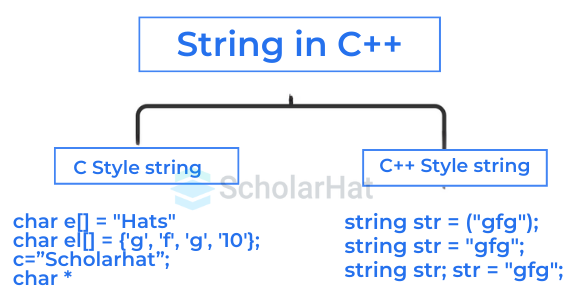 String in C++
C Style string
C++ Style string
ScholarHat
char e[] = "Hats"
char el[] = {'g', 'f', 'g', '10'};
c=”Scholarhat”;
char *
string str = ("gfg");
string str = "gfg";
string str; str = "gfg";